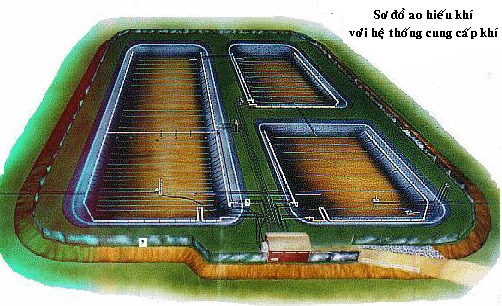 Sơ đồ ao hiếu khí
với hệ thống cung cấp khí